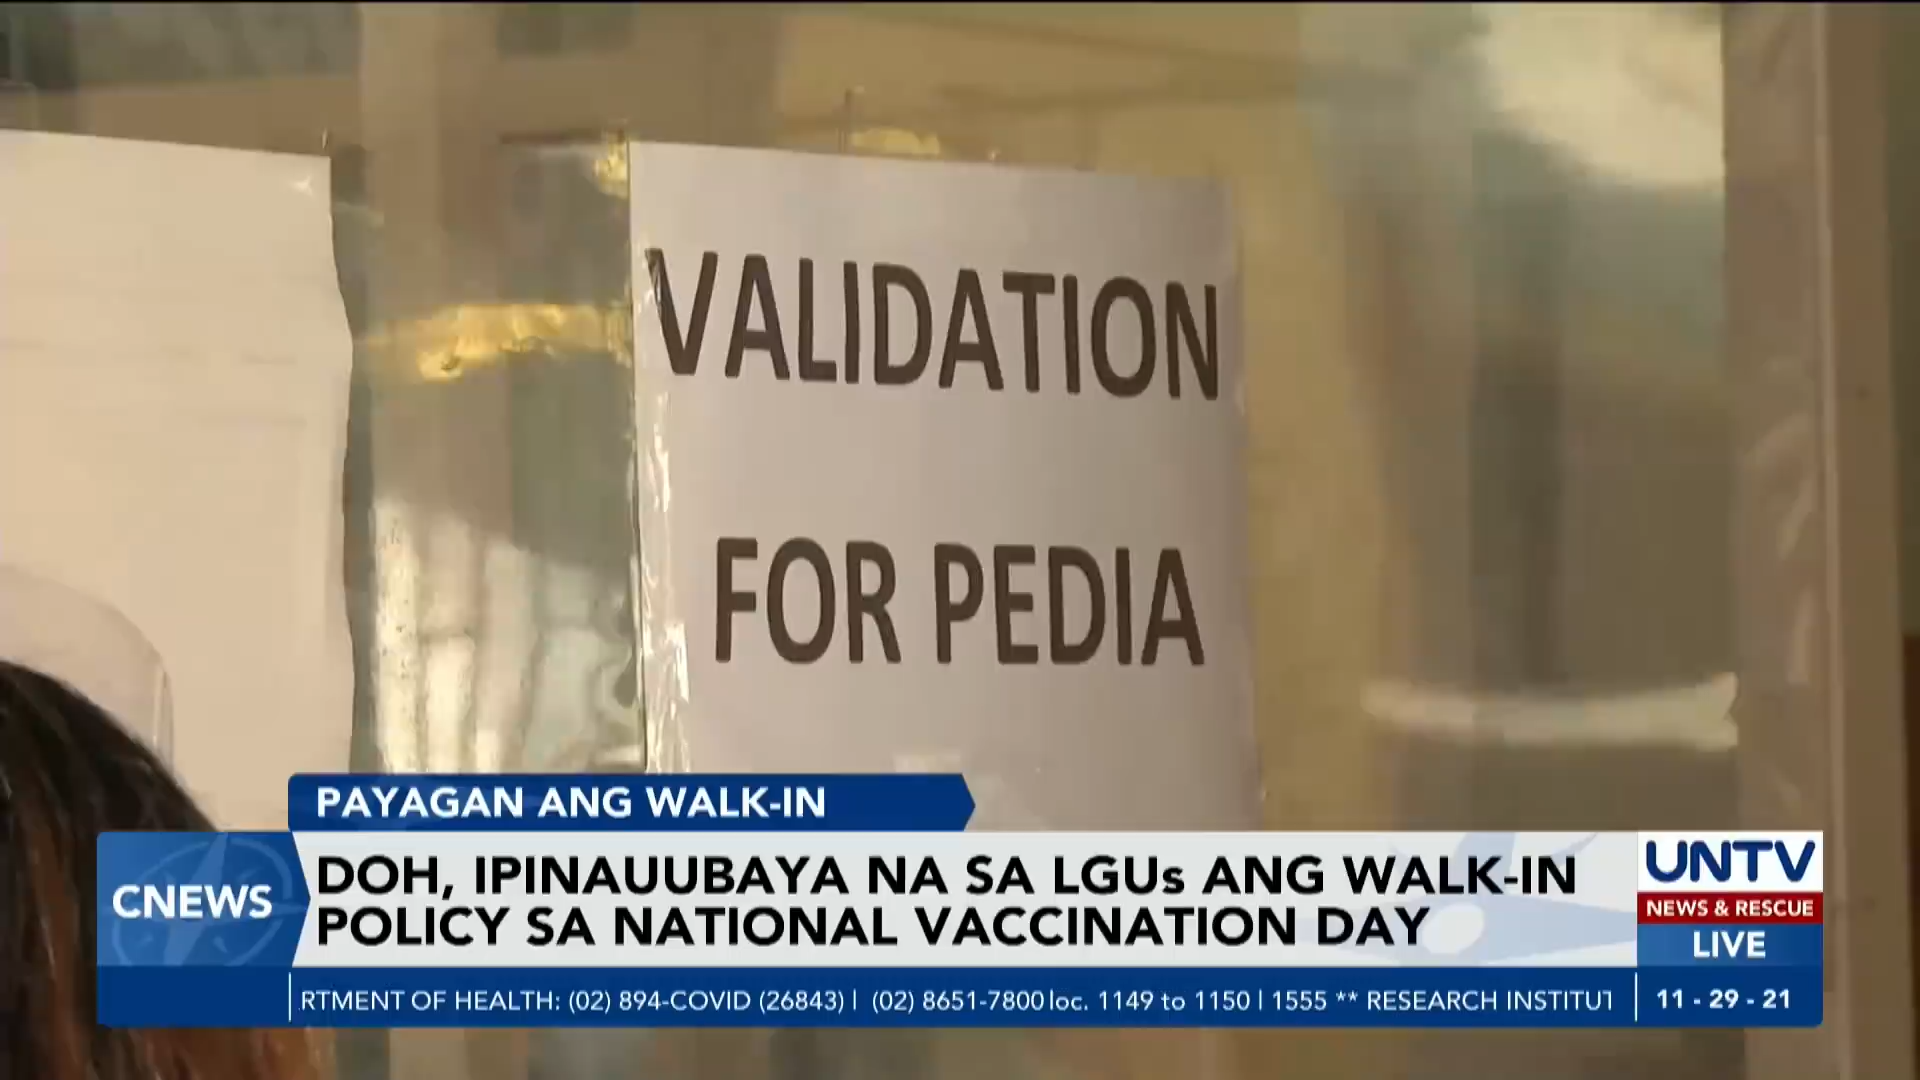 VALIDATION
FOR PEDIA
PAYAGAN ANG WALK-IN
CNEWS
DOH, IPINAUUBAYA NA SA LGUs ANG WALK-IN
POLICY SA NATIONAL VACCINATION DAY
UNTV
NEWS & RESCUE
LIVE
RTMENT OF HEALTH: (02) 894-COVID (26843) | (02) 8651-7800 loc. 1149 to 1150 | 1555 ** RESEARCH INSTITUT
11 - 29 - 21